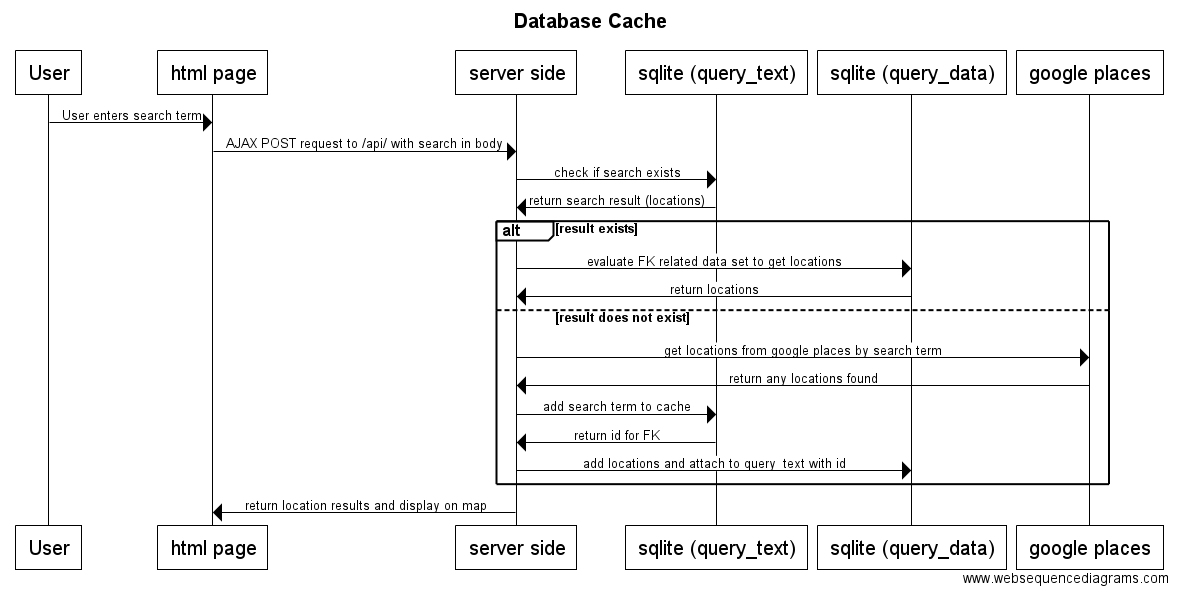 Database Cache
User
html page
server side
sqlite (query_text)
sqlite (query_data)
google places
User enters search term
AJAX POST request to /api/ with search in body
check if search exists
return search result (locations)
alt
[result exists]
evaluate FK related data set to get locations
return locations
[result does not exist]
get locations from google places by search term
return any locations found
add search term to cache
return id for FK
add locations and attach to query_text with id
return location results and display on map
User
html page
server side
sqlite (query_text)
sqlite (query_data)
google places
www.websequencediagrams.com